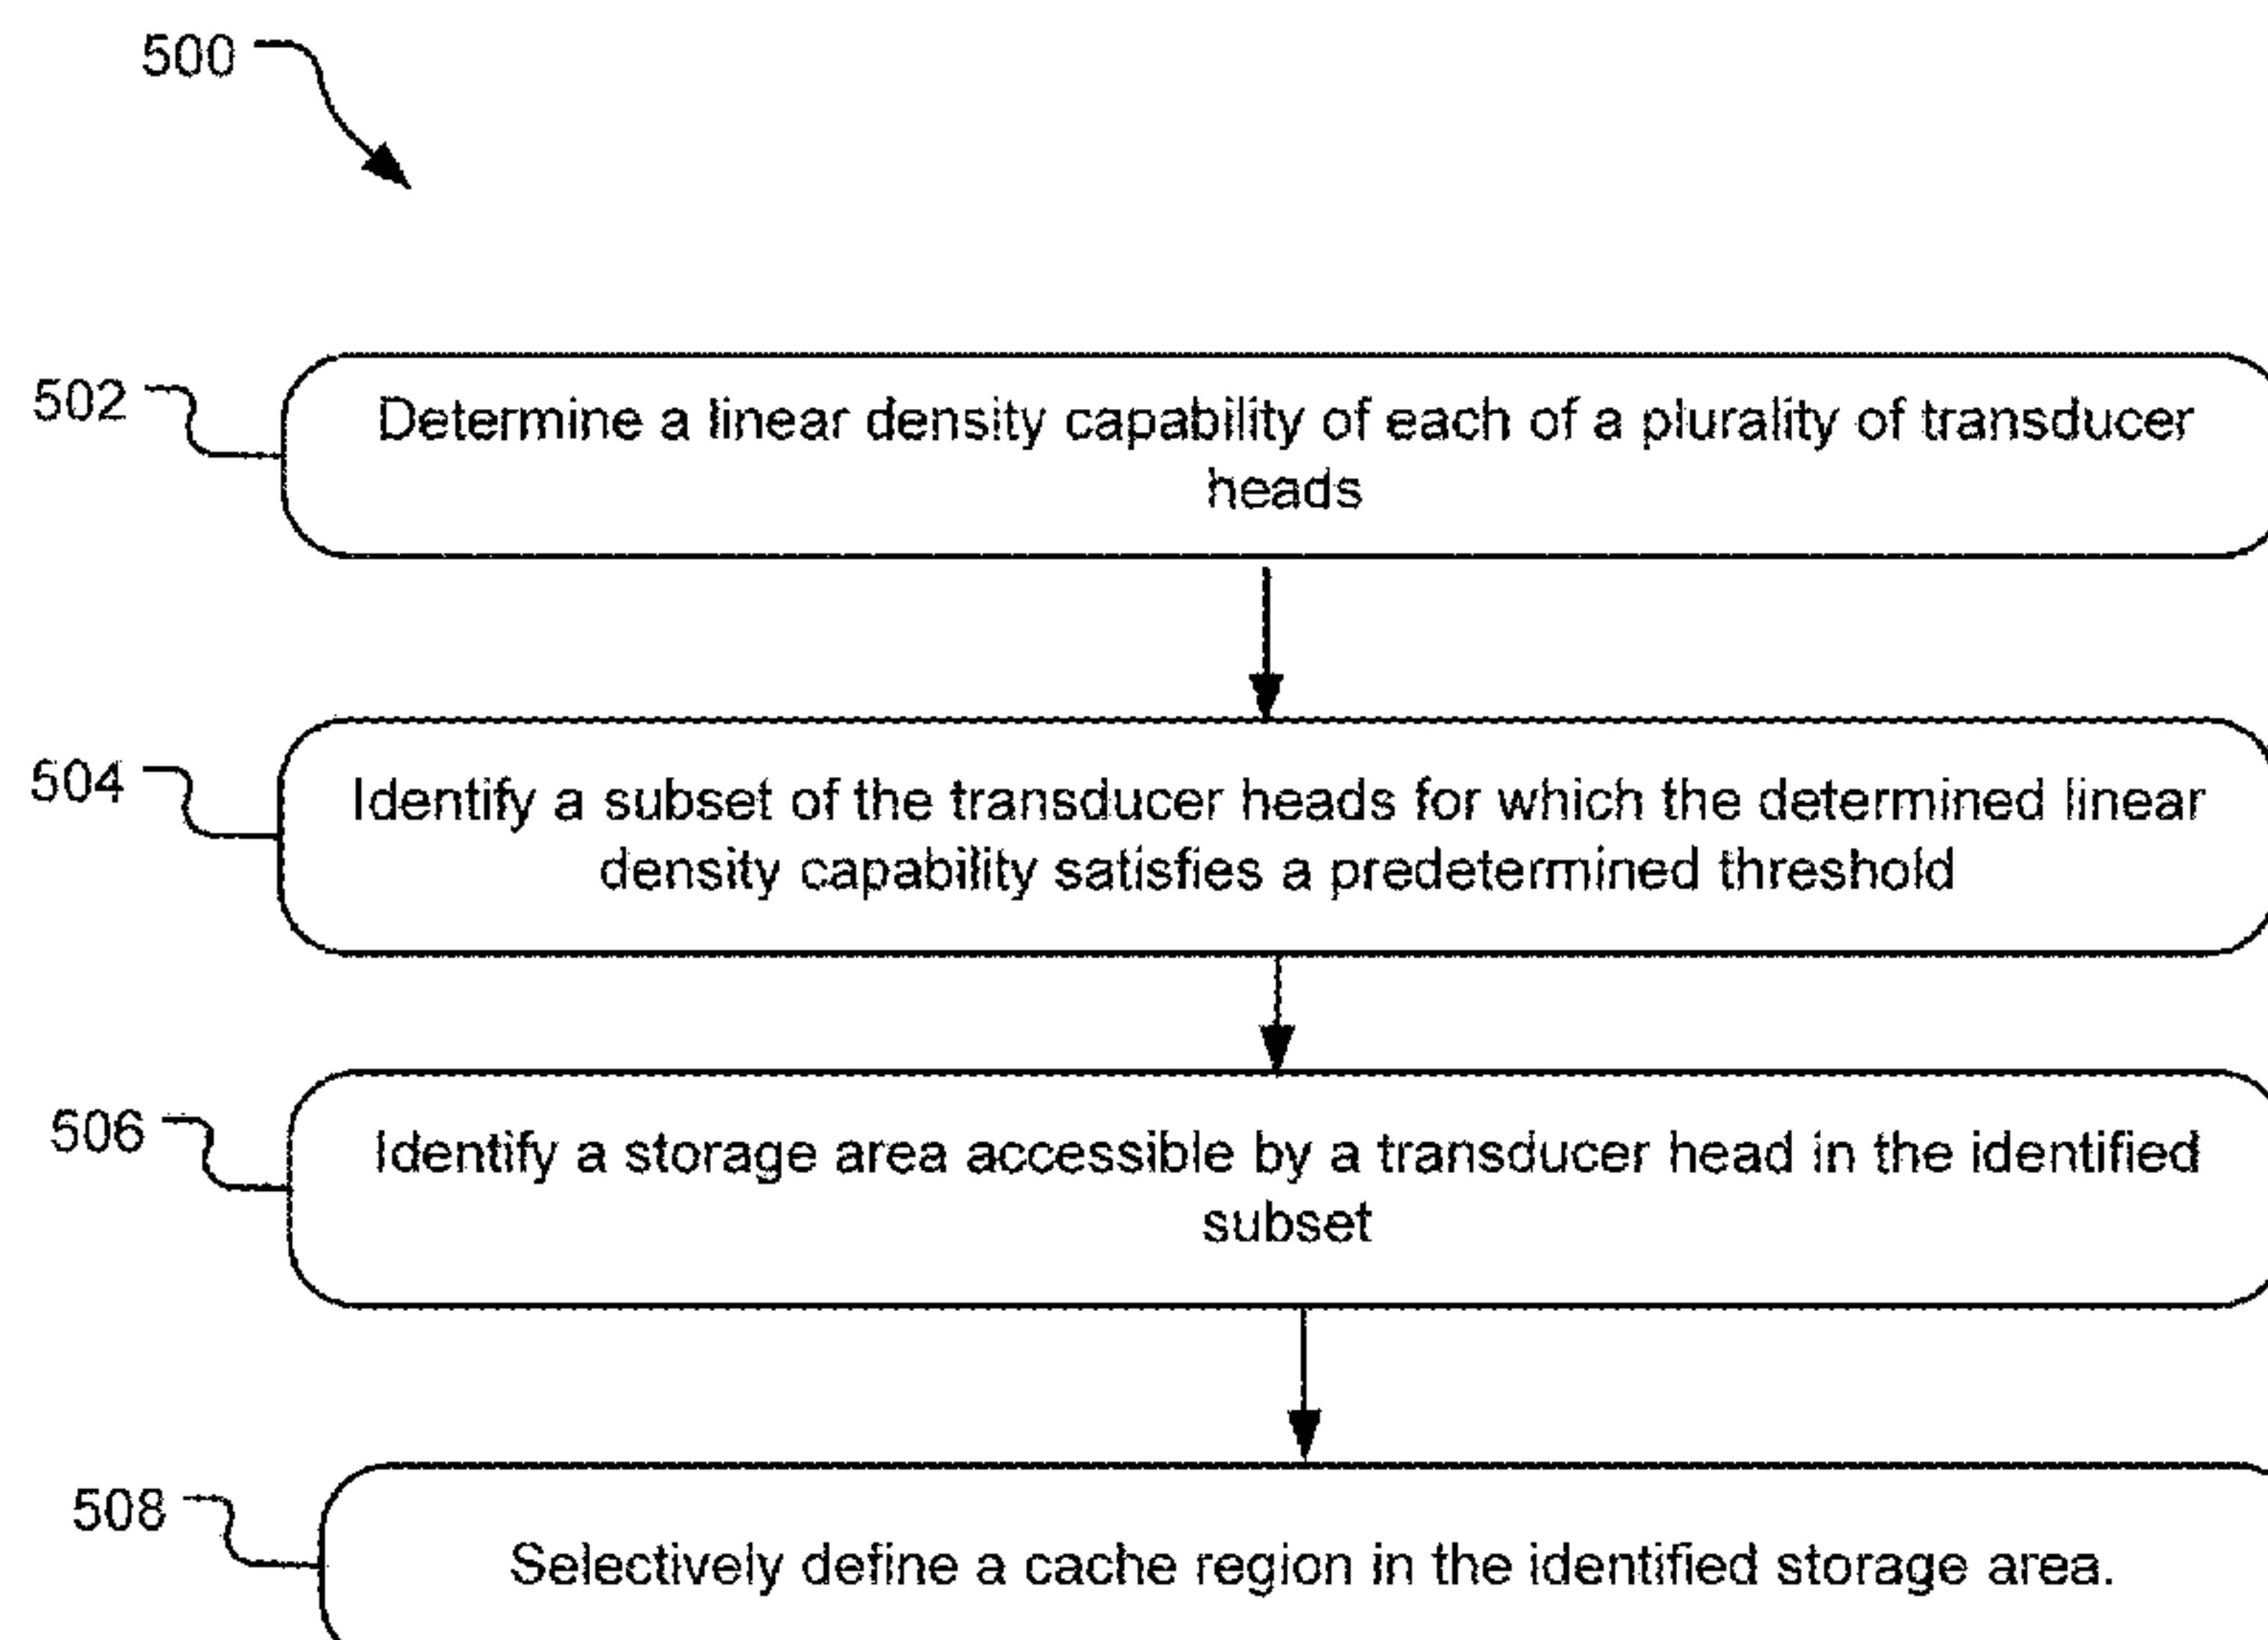 500
502
Determine a linear density capability of each of a plurality of transducer
heads
504
Identify a subset of the transducer heads for which the determined linear
density capability satisfies a predetermined threshold
506
Identify a storage area accessible by a transducer head in the identified
subset
508
Selectively define a cache region in the identified storage area.